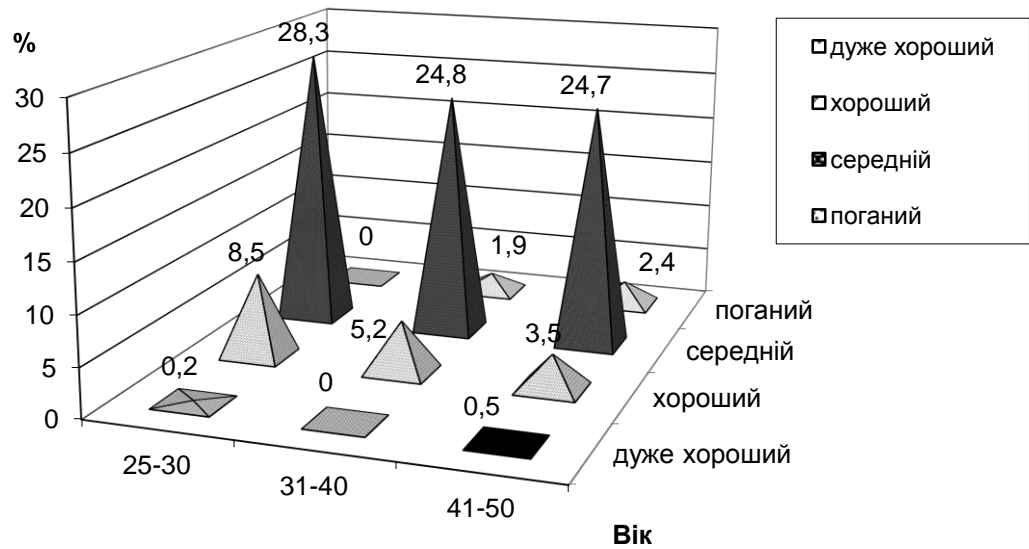 %
30
25
20
15
10
5
0
28,3
24,8
24,7
0
1,9
2,4
8,5
5,2
3,5
0,2
0
0,5
25-30
31-40
41-50
Вік
поганий
середній
хороший
дуже хороший
дуже хороший
хороший
середній
поганий